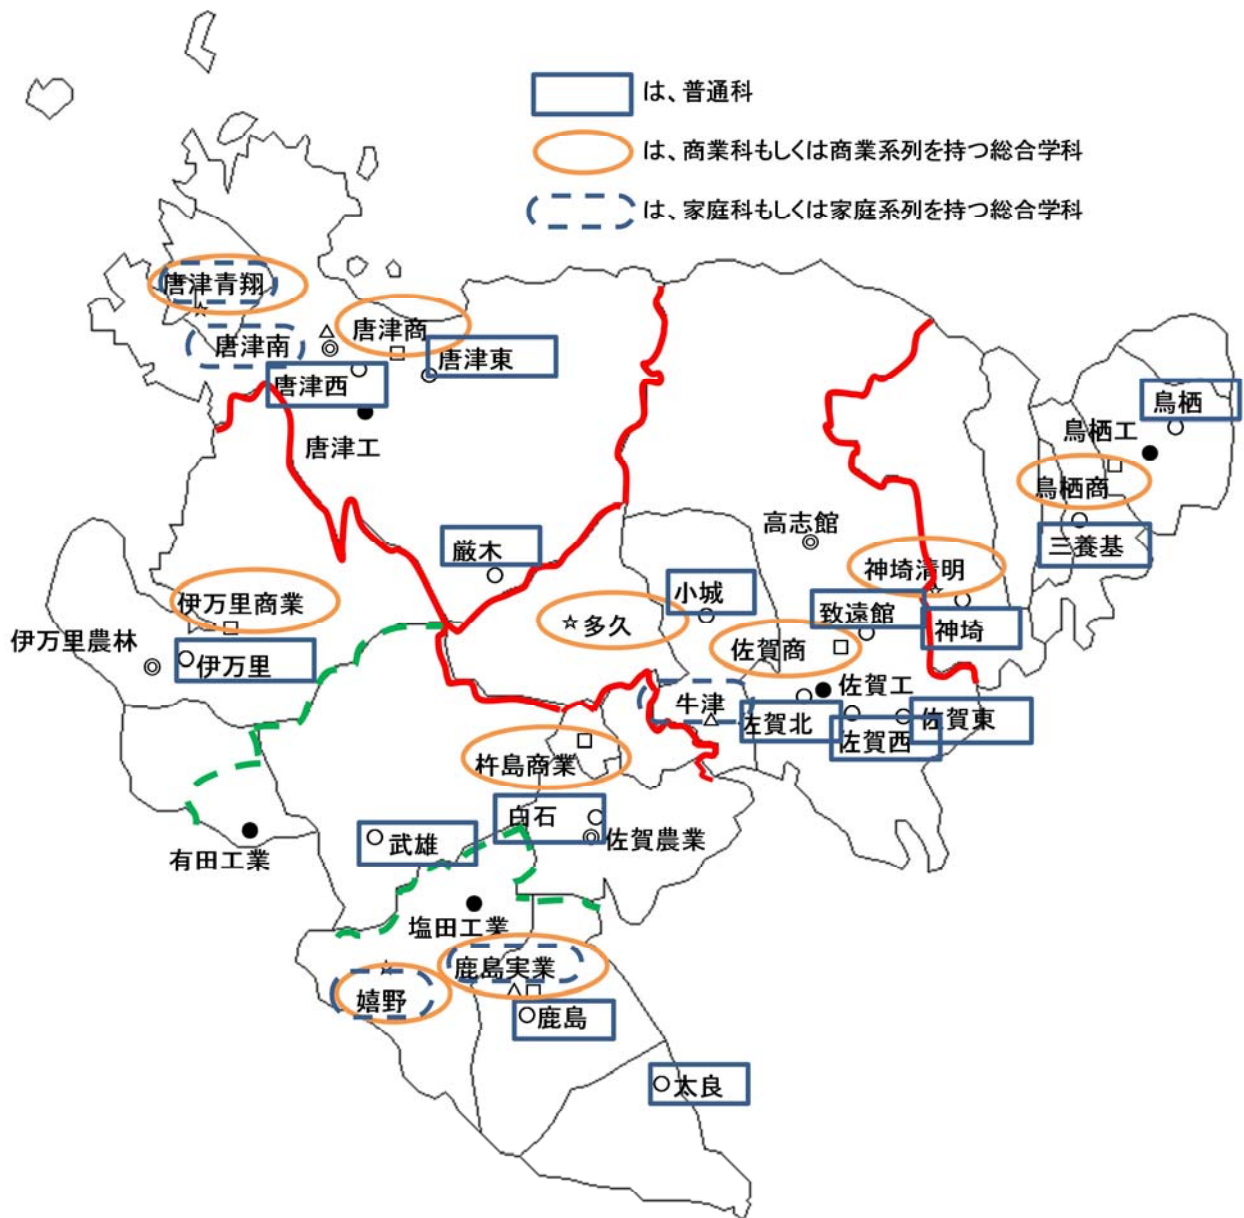 は、普通科
は、商業科もしくは商業系列を持つ総合学科
は、家庭科もしくは家庭系列を持つ総合学科
唐津青翔
唐津商
唐津南
唐津東
唐津西
唐津工
鳥栖
鳥栖工
鳥栖商
三養基
高志館
厳木
神埼清明
小城
致遠館
伊万里商業
多久
神埼
佐賀商
伊万里農林
伊万里
佐賀工
牛津
佐賀北
佐賀東
佐賀西
杵島商業
白石
武雄
佐賀農業
有田工業
塩田工業
鹿島実業
嬉野
鹿島
太良